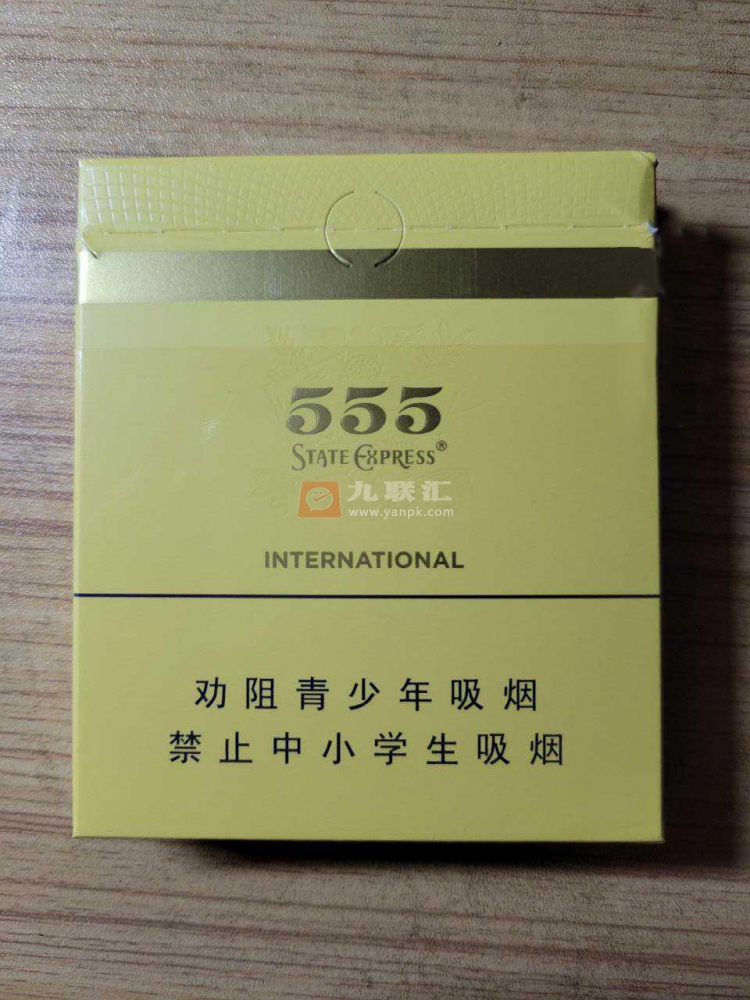 555
STATE EXPRESS®
九联汇
www.yanpk.com
INTERNATIONAL
劝阻青少年吸烟
禁止中小学生吸烟